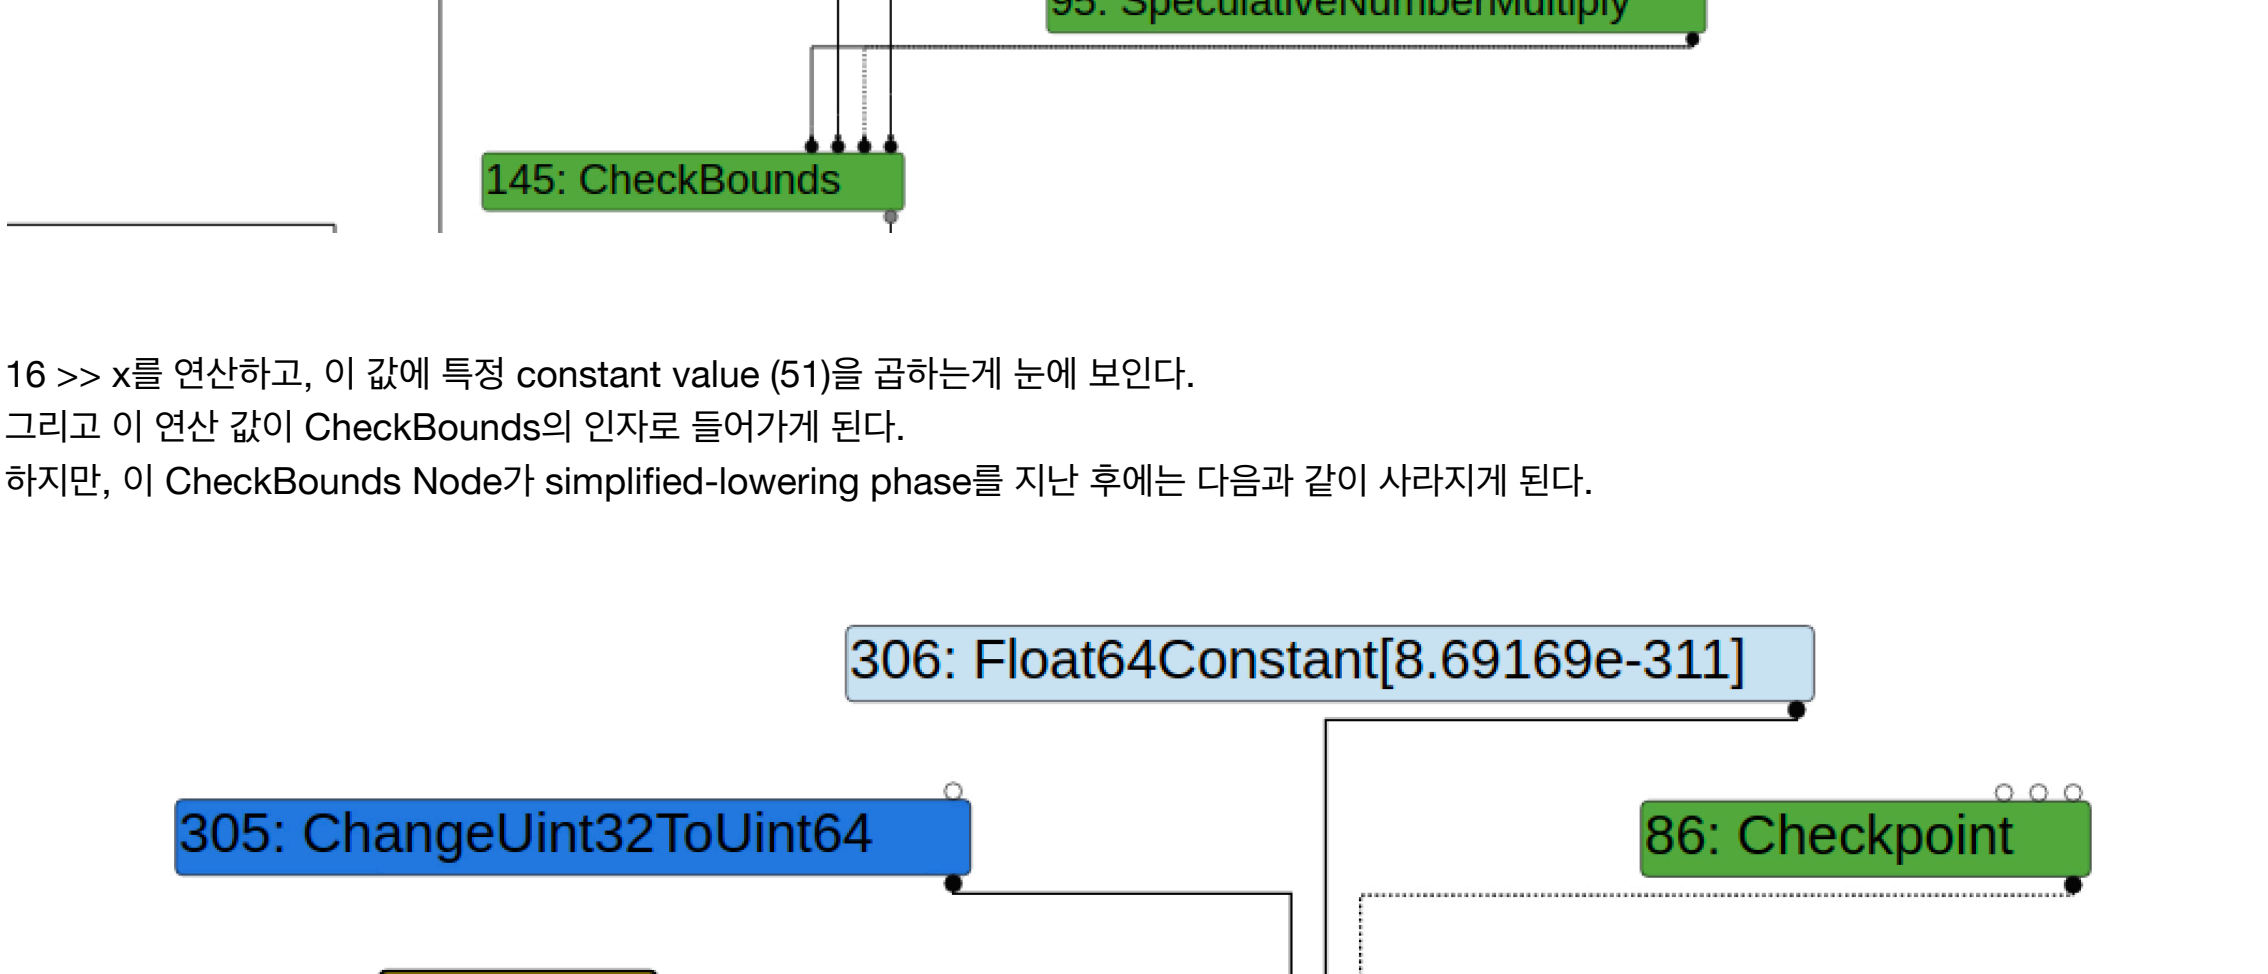 95: SpeculativeNumberMultiply
145: CheckBounds
16 >> x를 연산하고, 이 값에 특정 constant value (51)을 곱하는게 눈에 보인다.
그리고 이 연산 값이 CheckBounds의 인자로 들어가게 된다.
하지만, 이 CheckBounds Node가 simplified-lowering phase를 지난 후에는 다음과 같이 사라지게 된다.
306: Float64Constant[8.69169e-311]
305: ChangeUint32ToUint64
86: Checkpoint